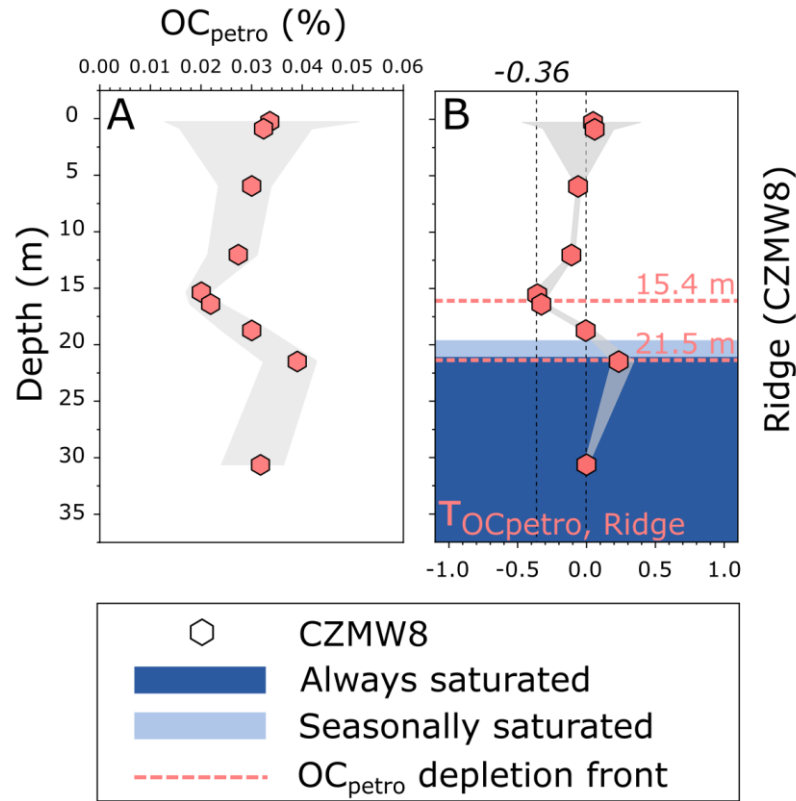 OCpetro (%)
0.00 0.01 0.02 0.03 0.04 0.05 0.06
-0.36
A
B
0
5
10
15
20
25
30
35
Depth (m)
15.4 m
21.5 m
τOCpetro, Ridge
-1.0 -0.5 0.0 0.5 1.0
Ridge (CZMW8)
CZMW8
Always saturated
Seasonally saturated
OCpetro depletion front